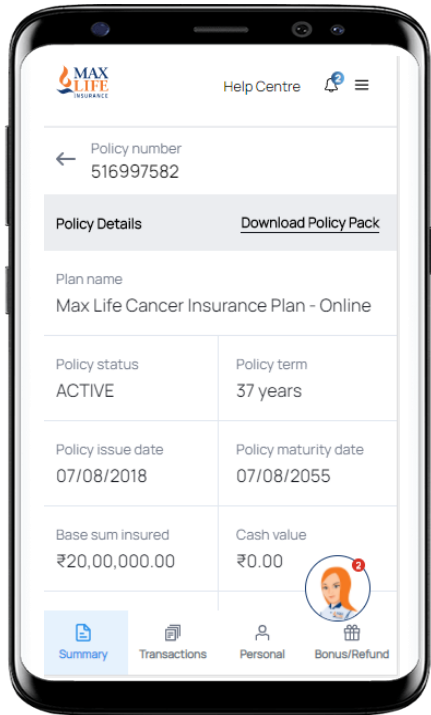 MAX
LIFE
INSURANCE
Help Centre
2
Policy number
516997582
Policy Details
Download Policy Pack
Plan name
Max Life Cancer Insurance Plan - Online
Policy status
Policy term
ACTIVE
37 years
Policy issue date
Policy maturity date
07/08/2018
07/08/2055
Base sum insured
Cash value
₹20,00,000.00
₹0.00
2
Summary
Transactions
Personal
Bonus/Refund